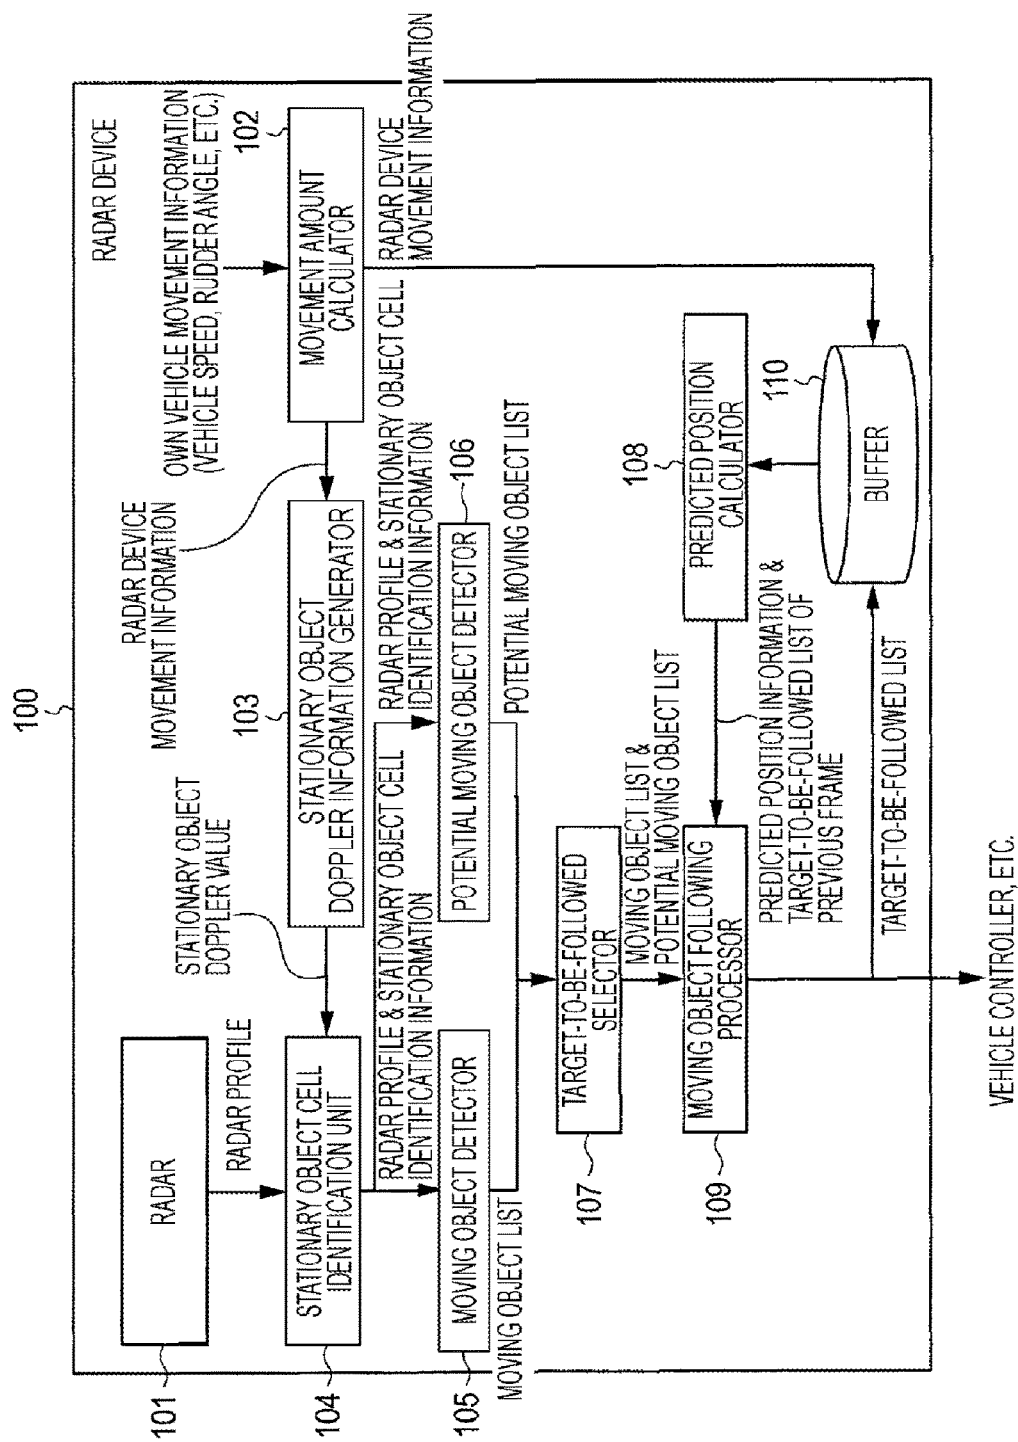 100
RADAR DEVICE
OWN VEHICLE MOVEMENT INFORMATION
(VEHICLE SPEED, RUDDER ANGLE, ETC.)
101
RADAR
RADAR PROFILE
STATIONARY OBJECT
DOPPLER VALUE
RADAR DEVICE
MOVEMENT INFORMATION
102
MOVEMENT AMOUNT
CALCULATOR
RADAR DEVICE
MOVEMENT INFORMATION
103
STATIONARY OBJECT
DOPPLER INFORMATION GENERATOR
104
STATIONARY OBJECT CELL
IDENTIFICATION UNIT
RADAR PROFILE & STATIONARY OBJECT CELL
IDENTIFICATION INFORMATION
RADAR PROFILE & STATIONARY OBJECT CELL
IDENTIFICATION INFORMATION
105
MOVING OBJECT DETECTOR
MOVING OBJECT LIST
106
POTENTIAL MOVING OBJECT DETECTOR
POTENTIAL MOVING OBJECT LIST
107
TARGET-TO-BE-FOLLOWED
SELECTOR
MOVING OBJECT LIST &
POTENTIAL MOVING OBJECT LIST
108
PREDICTED POSITION
CALCULATOR
109
MOVING OBJECT FOLLOWING
PROCESSOR
PREDICTED POSITION INFORMATION &
TARGET-TO-BE-FOLLOWED LIST OF
PREVIOUS FRAME
110
BUFFER
TARGET-TO-BE-FOLLOWED LIST
VEHICLE CONTROLLER, ETC.